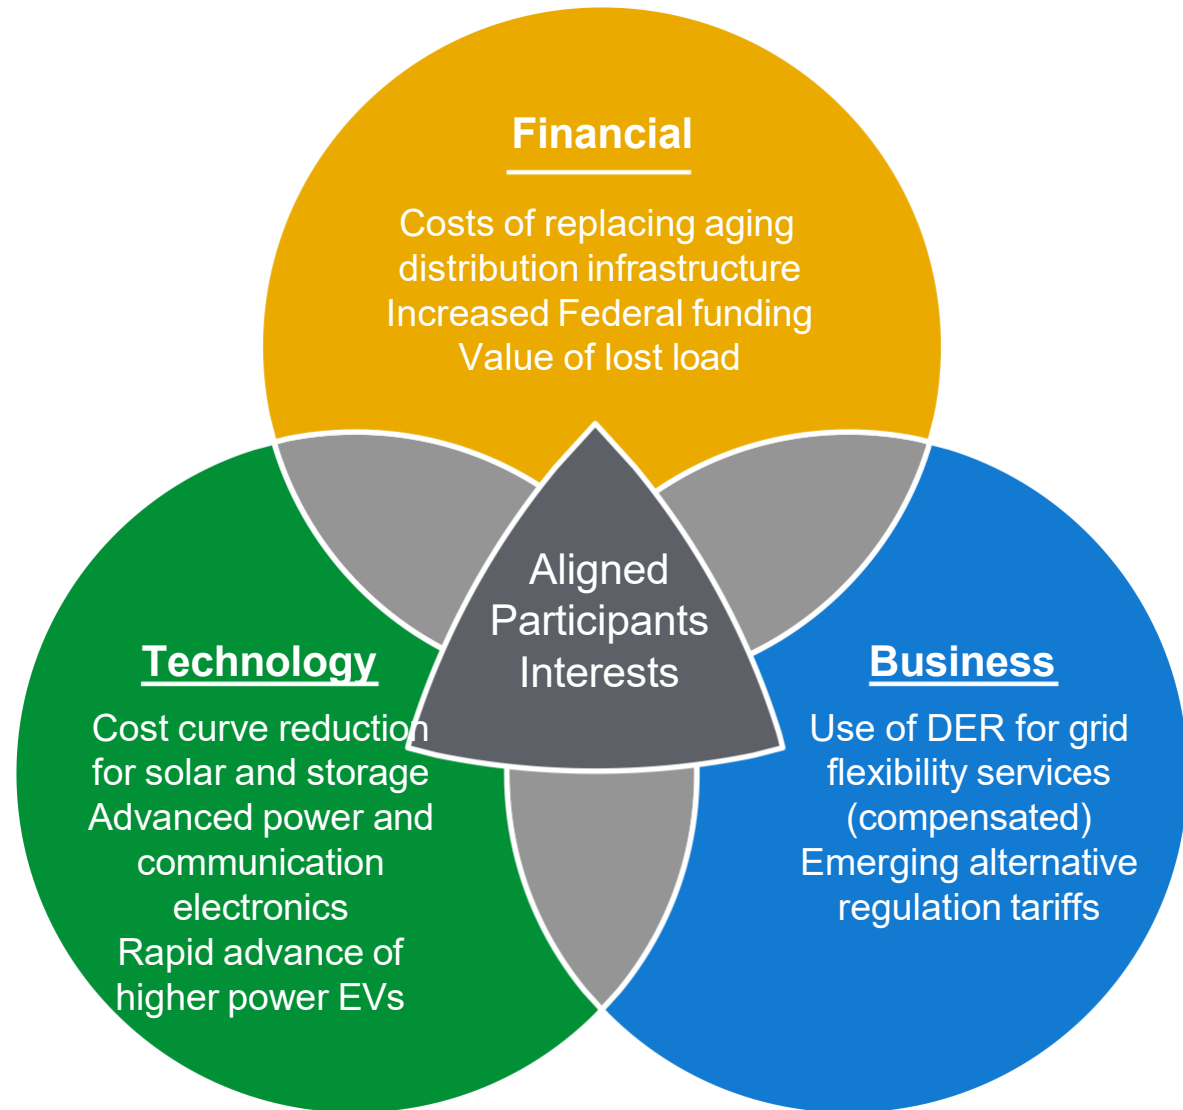 Financial
Costs of replacing aging
distribution infrastructure
Increased Federal funding
Value of lost load
Aligned
Participants
Interests
Technology
Cost curve reduction
for solar and storage
Advanced power and
communication
electronics
Rapid advance of
higher power EVs
Business
Use of DER for grid
flexibility services
(compensated)
Emerging alternative
regulation tariffs